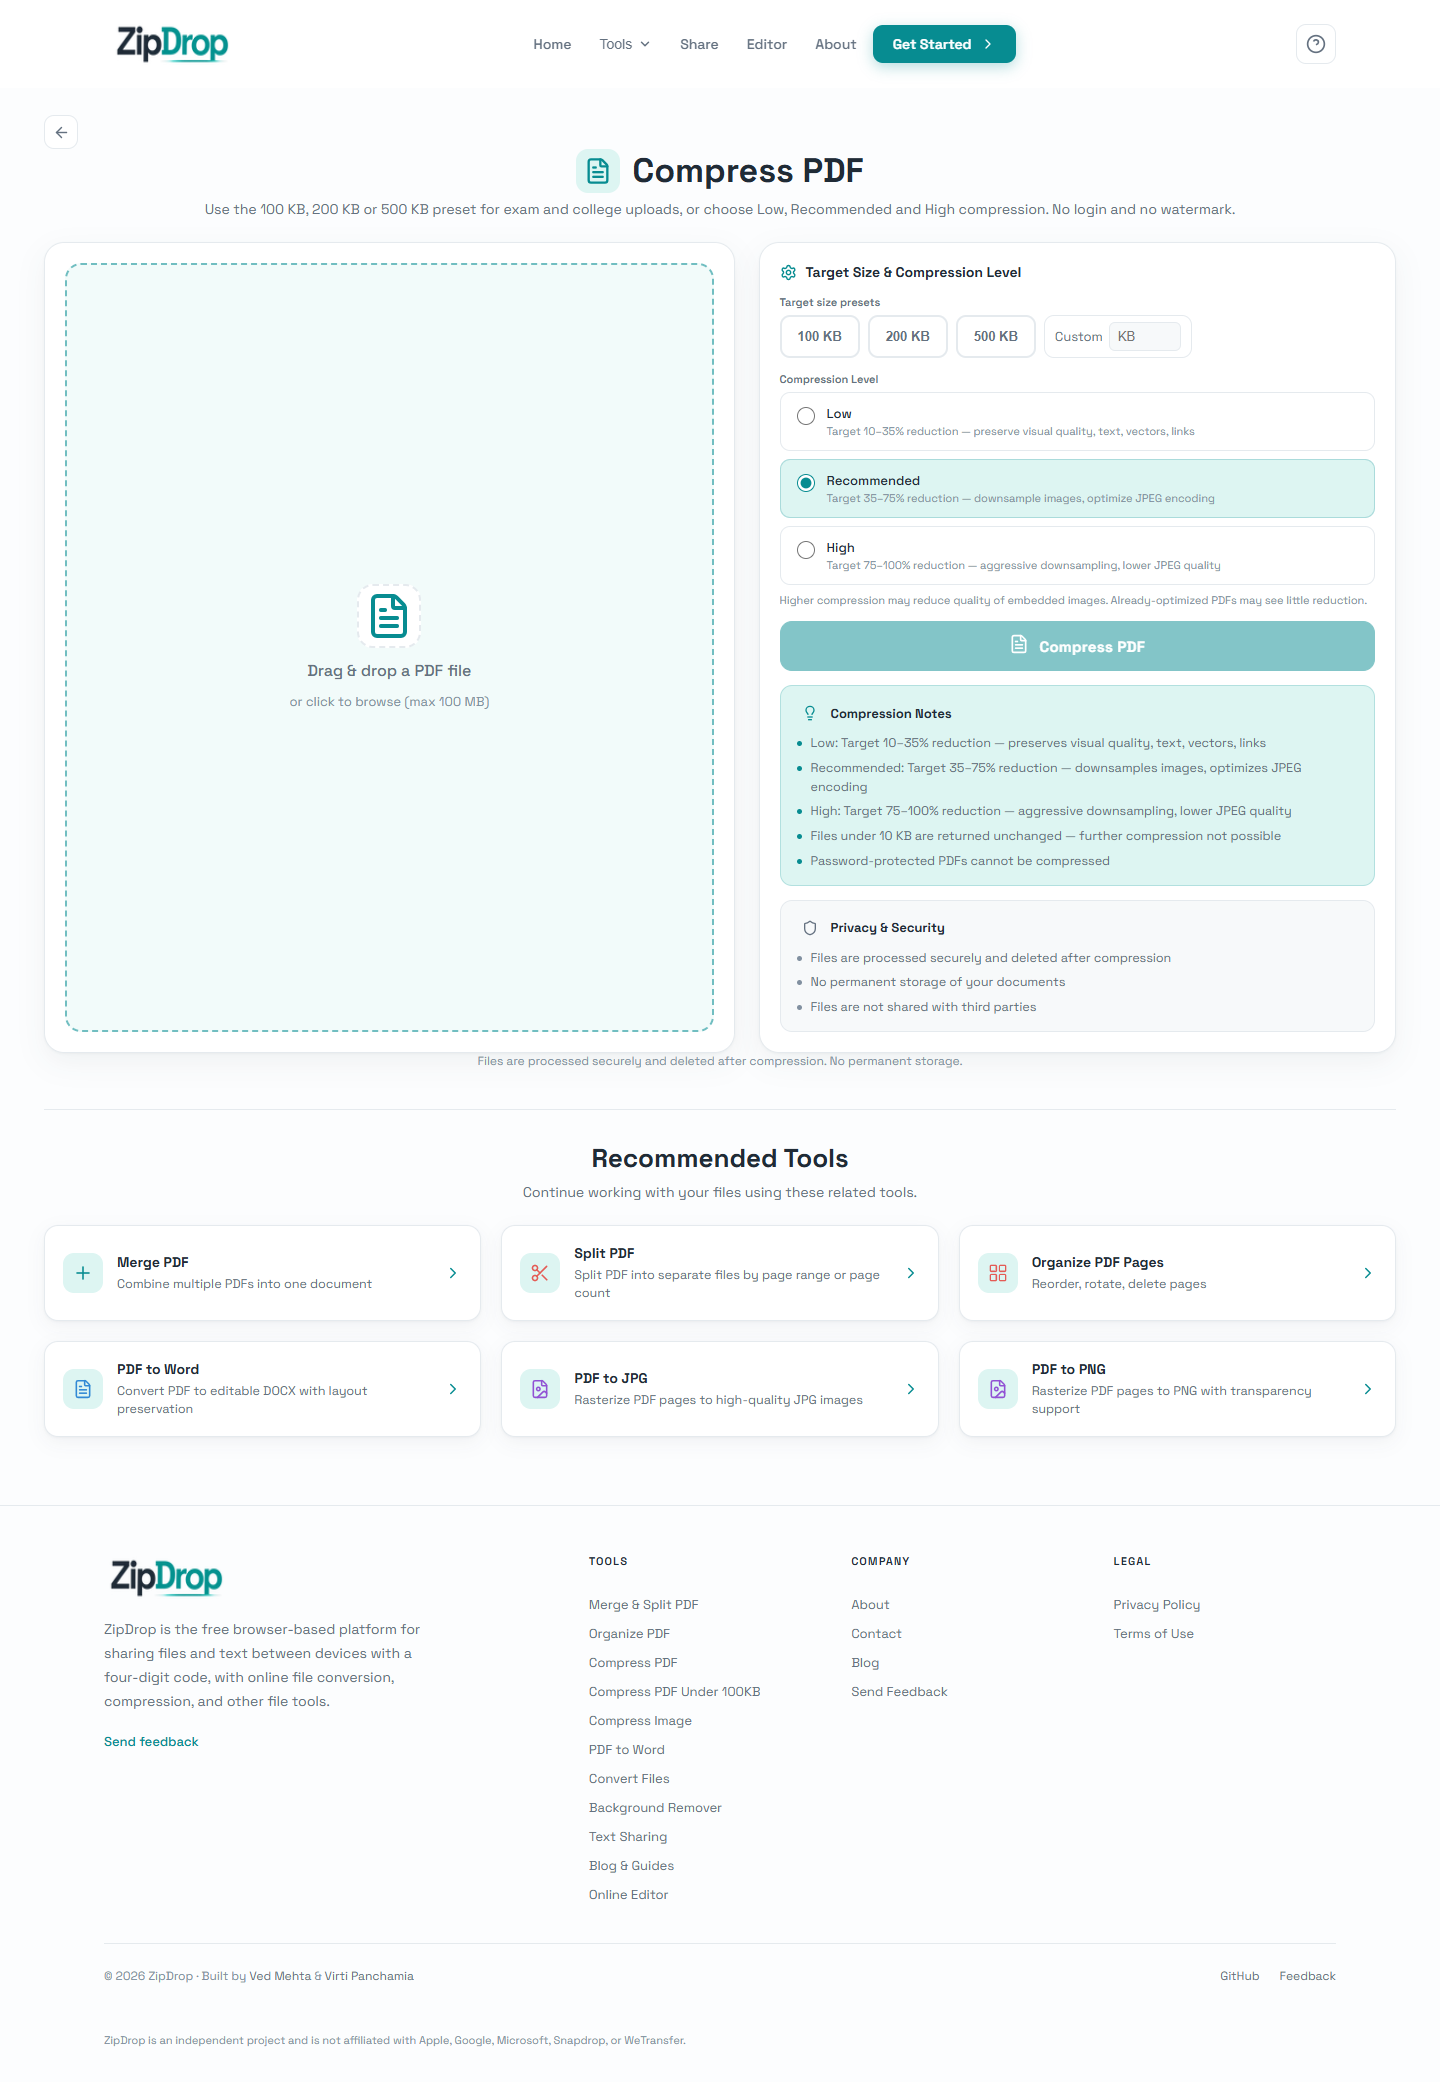 ZipDrop
Home
Tools
Share
Editor
About
Get Started
Compress PDF
Use the 100 KB, 200 KB or 500 KB preset for exam and college uploads, or choose Low, Recommended and High compression. No login and no watermark.
Drag & drop a PDF file
or click to browse (max 100 MB)
Target Size & Compression Level
Target size presets
100 KB
200 KB
500 KB
Custom
KB
Compression Level
Low
Target 10–35% reduction — preserve visual quality, text, vectors, links
Recommended
Target 35–75% reduction — downsample images, optimize JPEG encoding
High
Target 75–100% reduction — aggressive downsampling, lower JPEG quality
Higher compression may reduce quality of embedded images. Already-optimized PDFs may see little reduction.
Compress PDF
Compression Notes
Low: Target 10–35% reduction — preserves visual quality, text, vectors, links
Recommended: Target 35–75% reduction — downsamples images, optimizes JPEG
encoding
High: Target 75–100% reduction — aggressive downsampling, lower JPEG quality
Files under 10 KB are returned unchanged — further compression not possible
Password-protected PDFs cannot be compressed
Privacy & Security
Files are processed securely and deleted after compression
No permanent storage of your documents
Files are not shared with third parties
Files are processed securely and deleted after compression. No permanent storage.
Recommended Tools
Continue working with your files using these related tools.
Merge PDF
Combine multiple PDFs into one document
Split PDF
Split PDF into separate files by page range or page
count
Organize PDF Pages
Reorder, rotate, delete pages
PDF to Word
Convert PDF to editable DOCX with layout
preservation
PDF to JPG
Rasterize PDF pages to high-quality JPG images
PDF to PNG
Rasterize PDF pages to PNG with transparency
support
ZipDrop
ZipDrop is the free browser-based platform for
sharing files and text between devices with a
four-digit code, with online file conversion,
compression, and other file tools.
Send feedback
TOOLS
Merge & Split PDF
Organize PDF
Compress PDF
Compress PDF Under 100KB
Compress Image
PDF to Word
Convert Files
Background Remover
Text Sharing
Blog & Guides
Online Editor
COMPANY
About
Contact
Blog
Send Feedback
LEGAL
Privacy Policy
Terms of Use
© 2026 ZipDrop · Built by Ved Mehta & Virti Panchamia
GitHub
Feedback
ZipDrop is an independent project and is not affiliated with Apple, Google, Microsoft, Snapdrop, or WeTransfer.